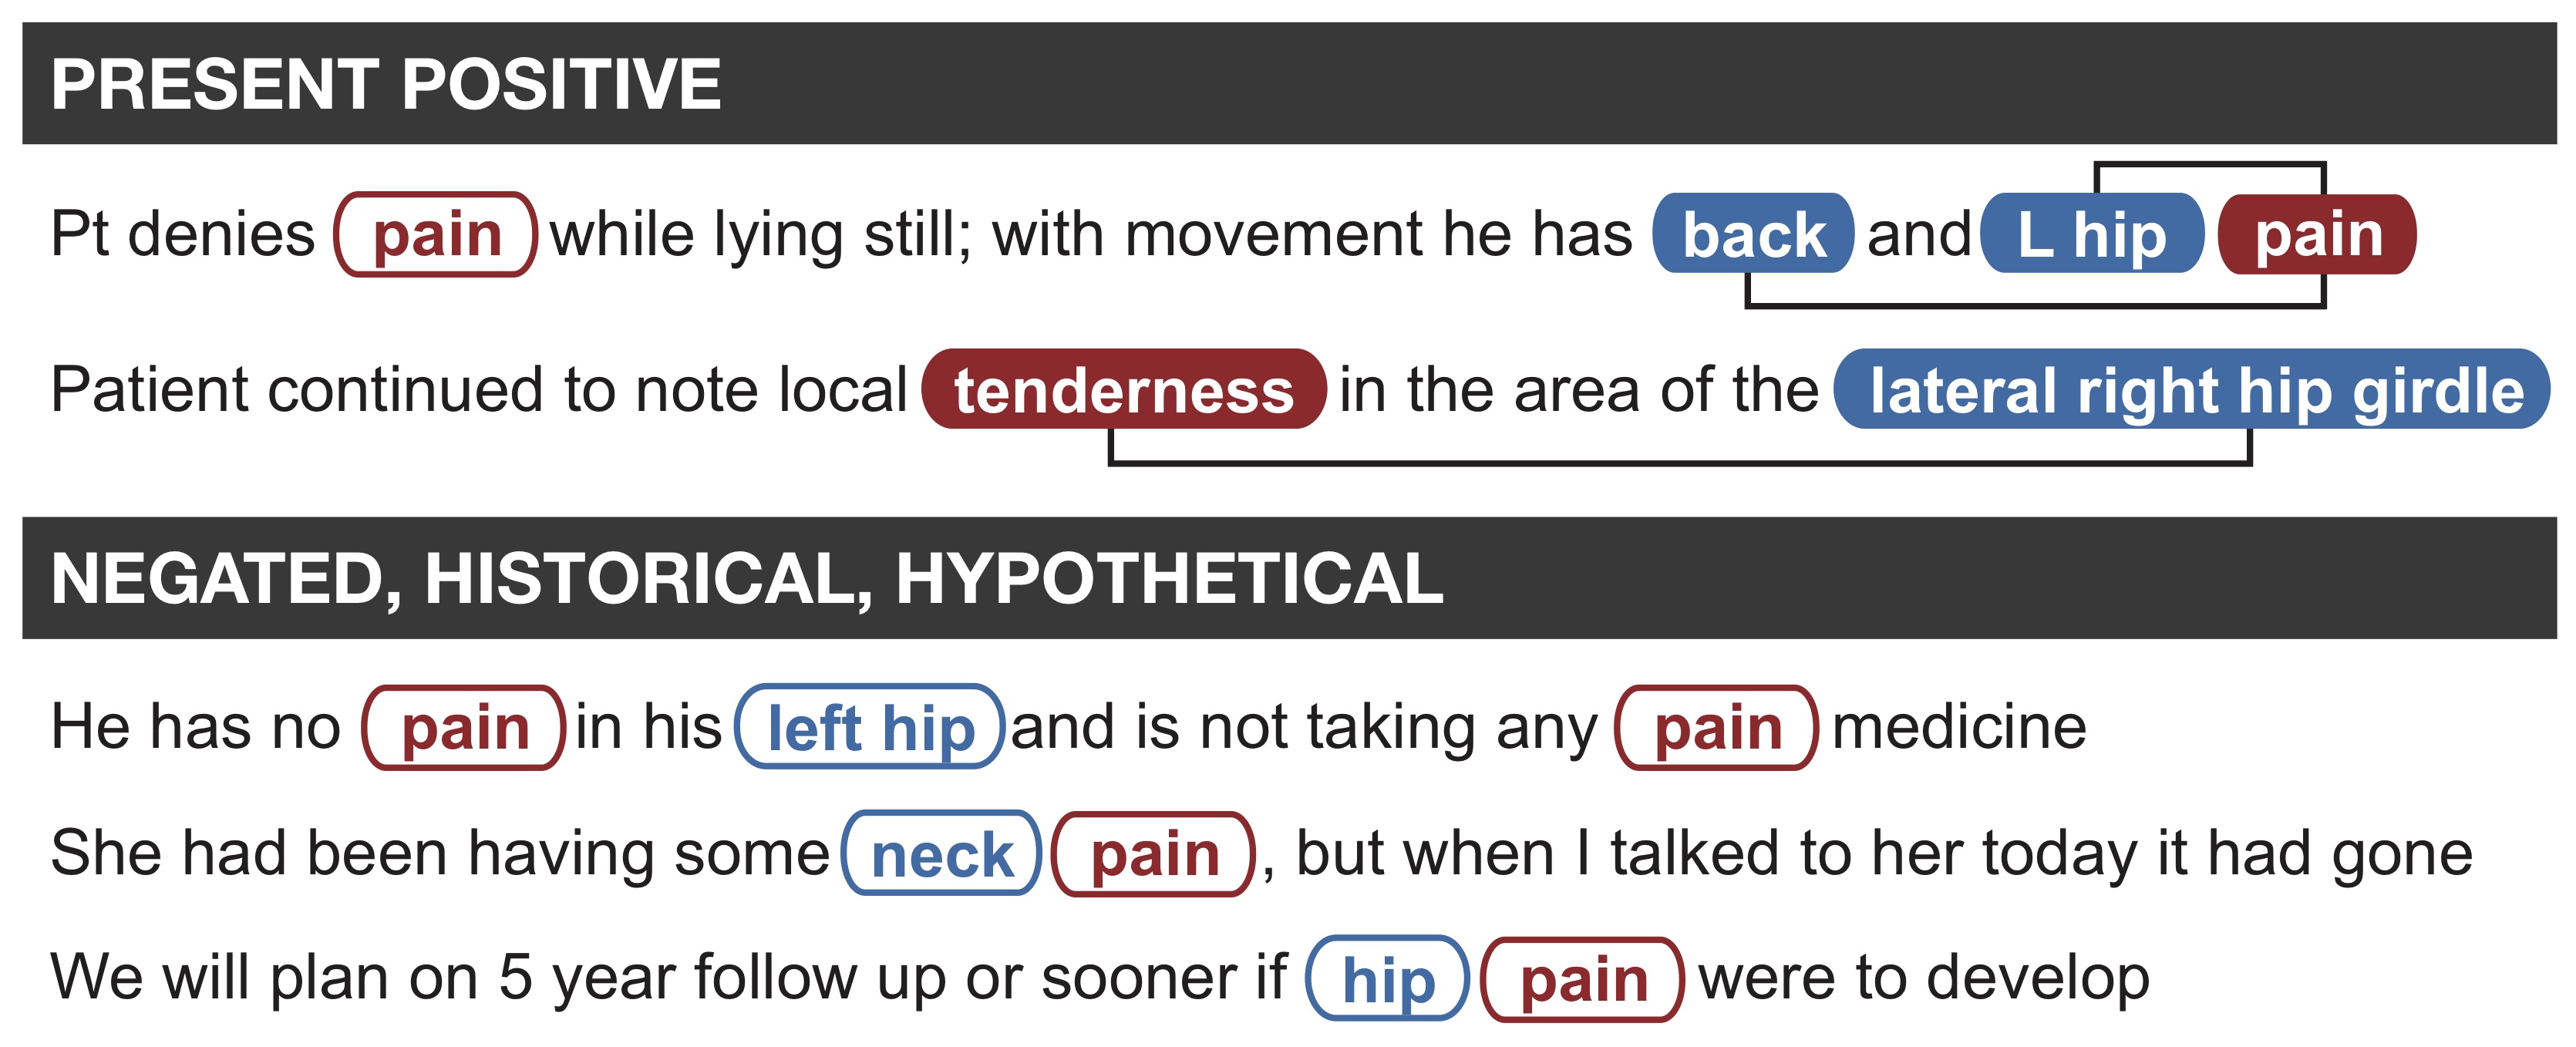 PRESENT POSITIVE
Pt denies pain while lying still; with movement he has back and L hip pain
Patient continued to note local tenderness in the area of the lateral right hip girdle
NEGATED, HISTORICAL, HYPOTHETICAL
He has no pain in his left hip and is not taking any pain medicine
She had been having some neck pain, but when I talked to her today it had gone
We will plan on 5 year follow up or sooner if hip pain were to develop